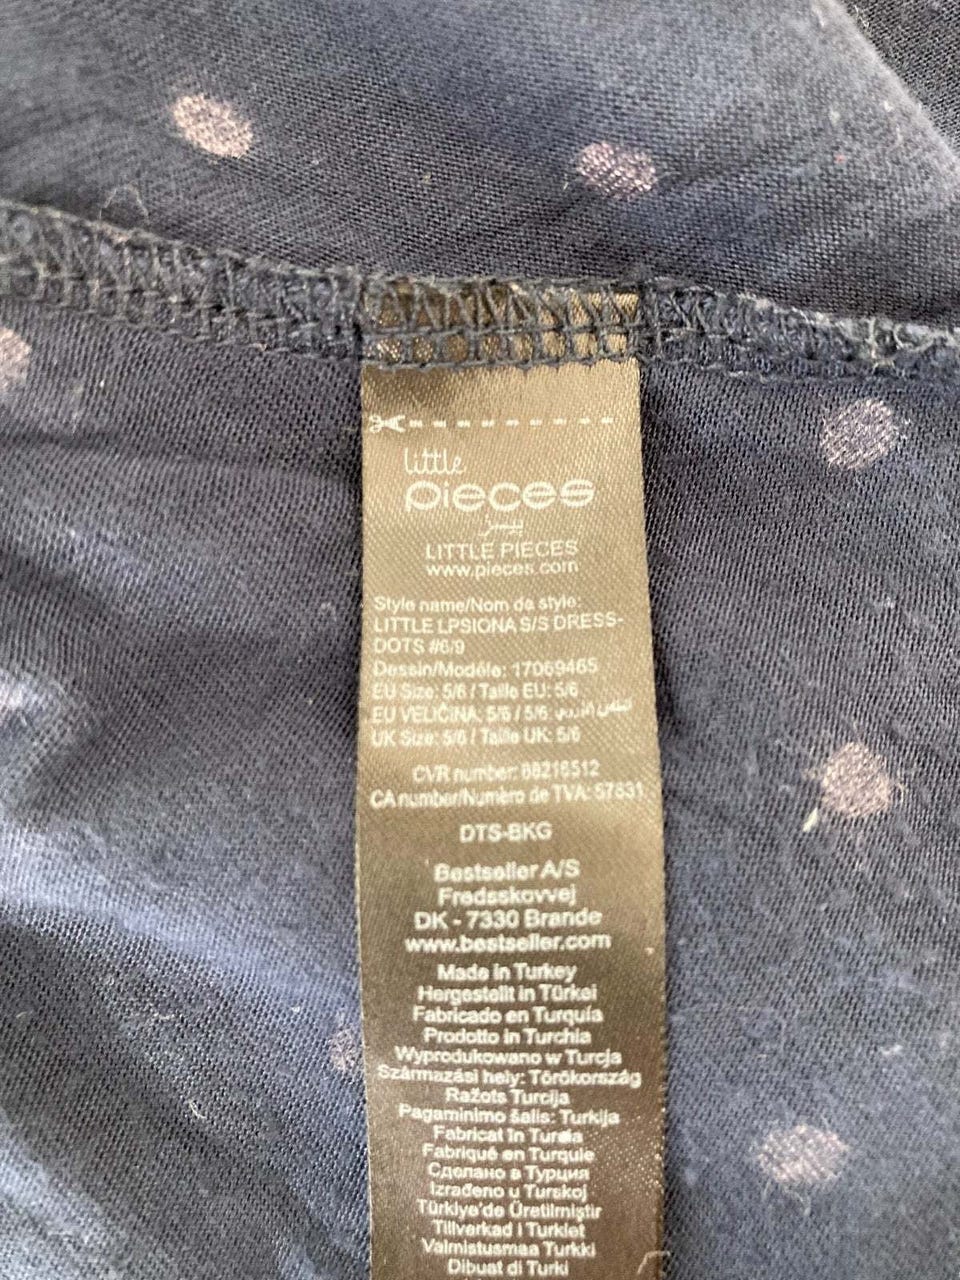 little
pieces
LITTLE PIECES
www.pieces.com
Style name/Nom de style:
LITTLE LPSIONA S/S DRESS-
DOTS #6/9
Dessin/Modèle: 17069465
EU Size: 5/6 / Taille EU: 5/6
EU VELIČINA: 5/6 / 5/6
UK Size: 5/6 / Taille UK: 5/6
CVR number: 88216512
CA number/Numéro de TVA: 57831
DTS-BKG
Bestseller A/S
Fredsskovvej
DK - 7330 Brande
www.bestseller.com
Made in Turkey
Hergestellt in Türkei
Fabricado en Turquía
Prodotto in Turchia
Wyprodukowano w Turcja
Származási hely: Törökország
Ražots Turcija
Pagaminimo šalis: Turkija
Fabricat în Turcia
Fabriqué en Turquie
Сделано в Турция
Izrađeno u Turskoj
Türkiye'de Üretilmiştir
Tillverkad i Turkiet
Valmistusmaa Turkki
Dibuat di Turki